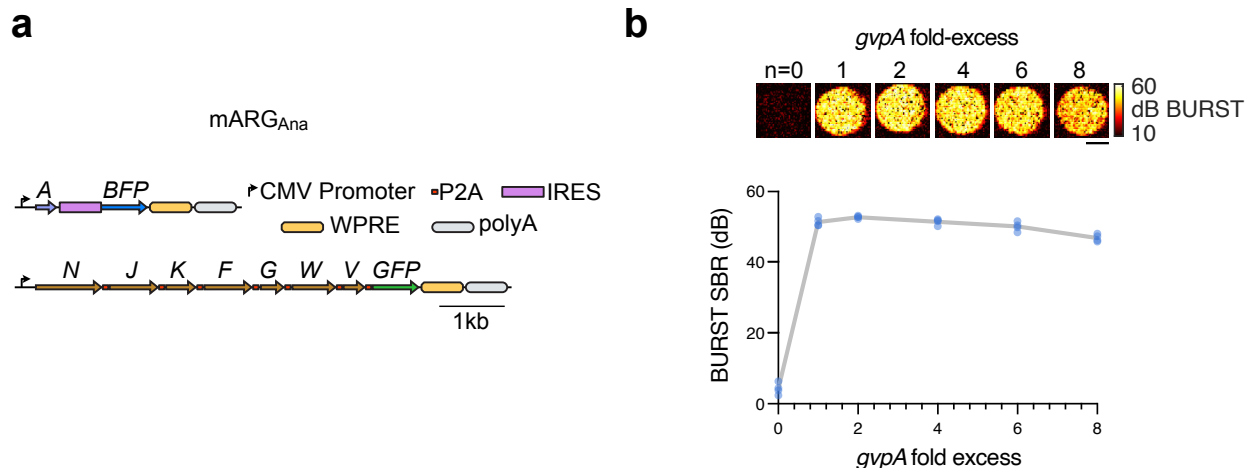 a
mARGAna
A
BFP
CMV Promoter
P2A
IRES
WPRE
polyA
N J K F G W V GFP
1kb
b
gvpA fold-excess
n=0 1 2 4 6 8
60
dB BURST
10
BURST SBR (dB)
60
40
20
0
0 2 4 6 8
gvpA fold excess